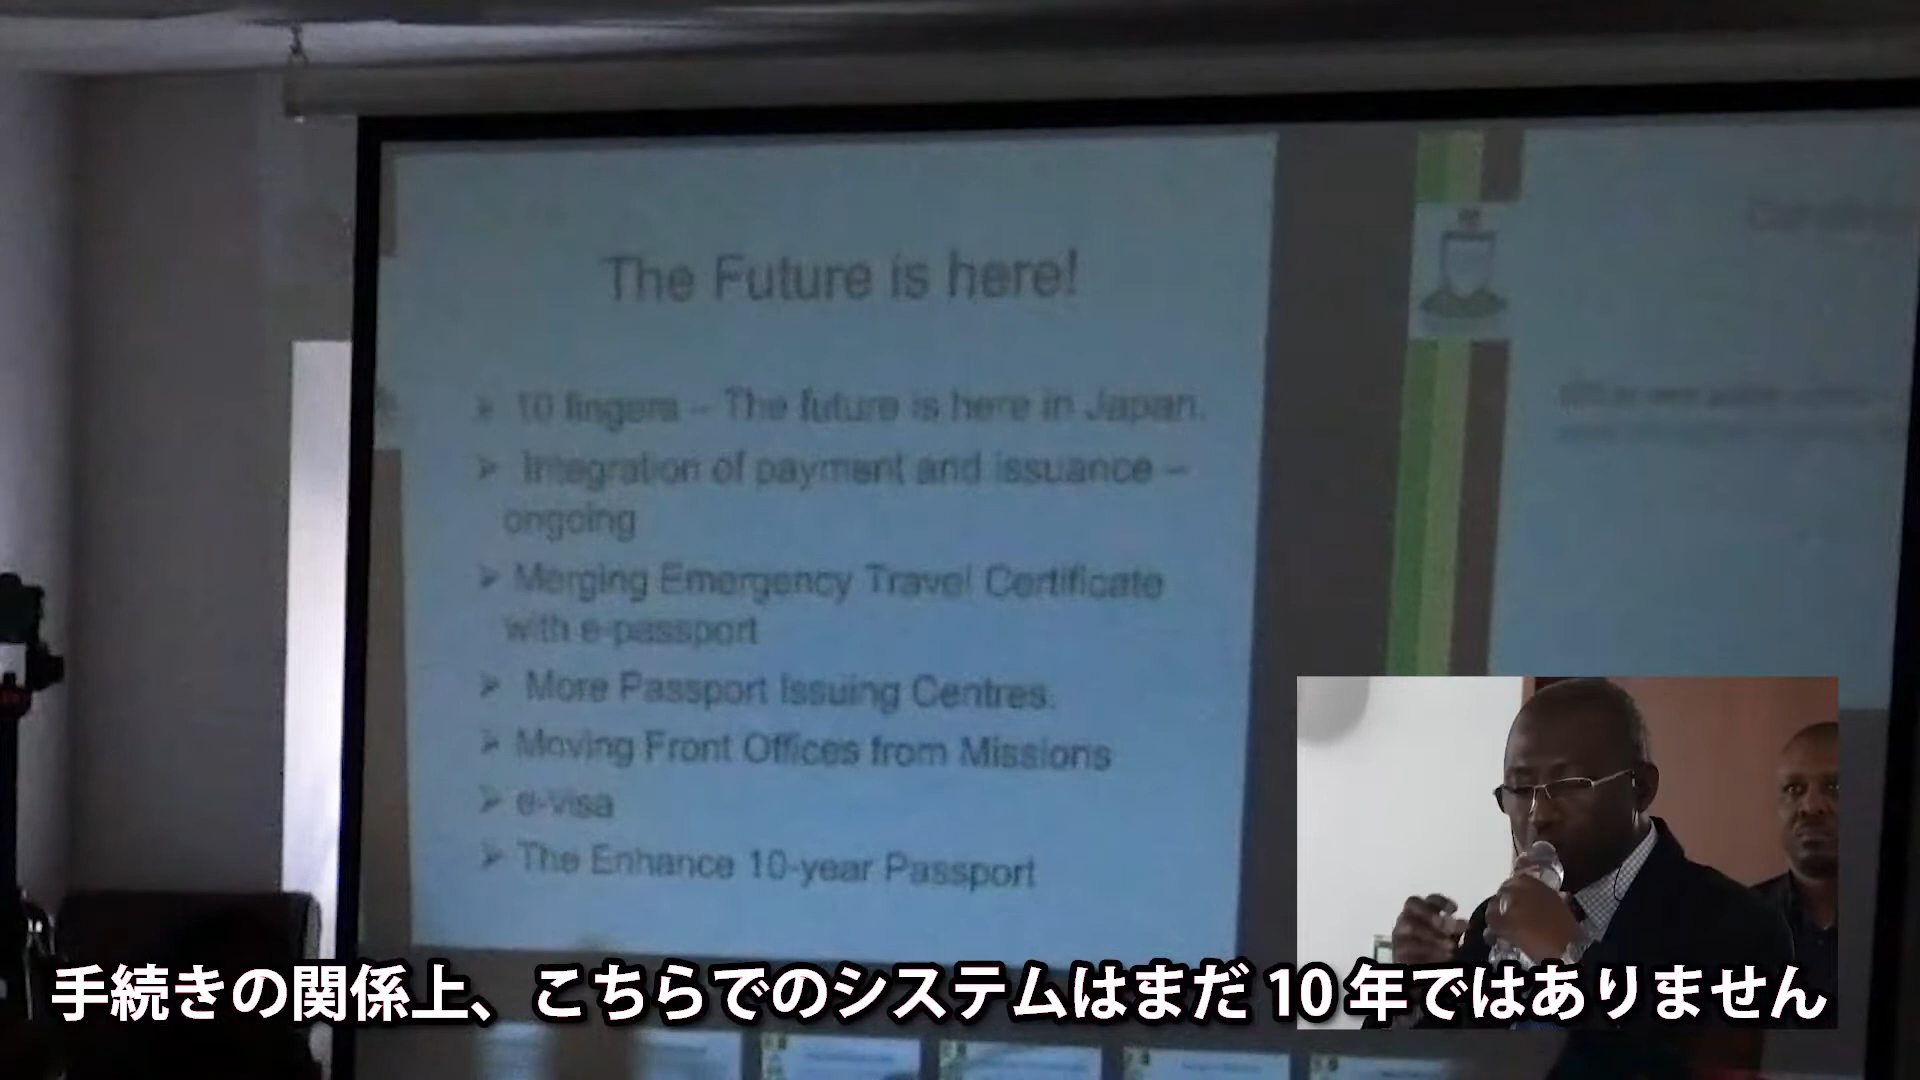 The Future is here!
10 fingers – The future is here in Japan.
Integration of payment and issuance –
ongoing
Merging Emergency Travel Certificate
with e-passport
More Passport Issuing Centres.
Moving Front Offices from Missions
e-visa
The Enhance 10-year Passport
手続きの関係上、こちらでのシステムはまだ10年ではありません